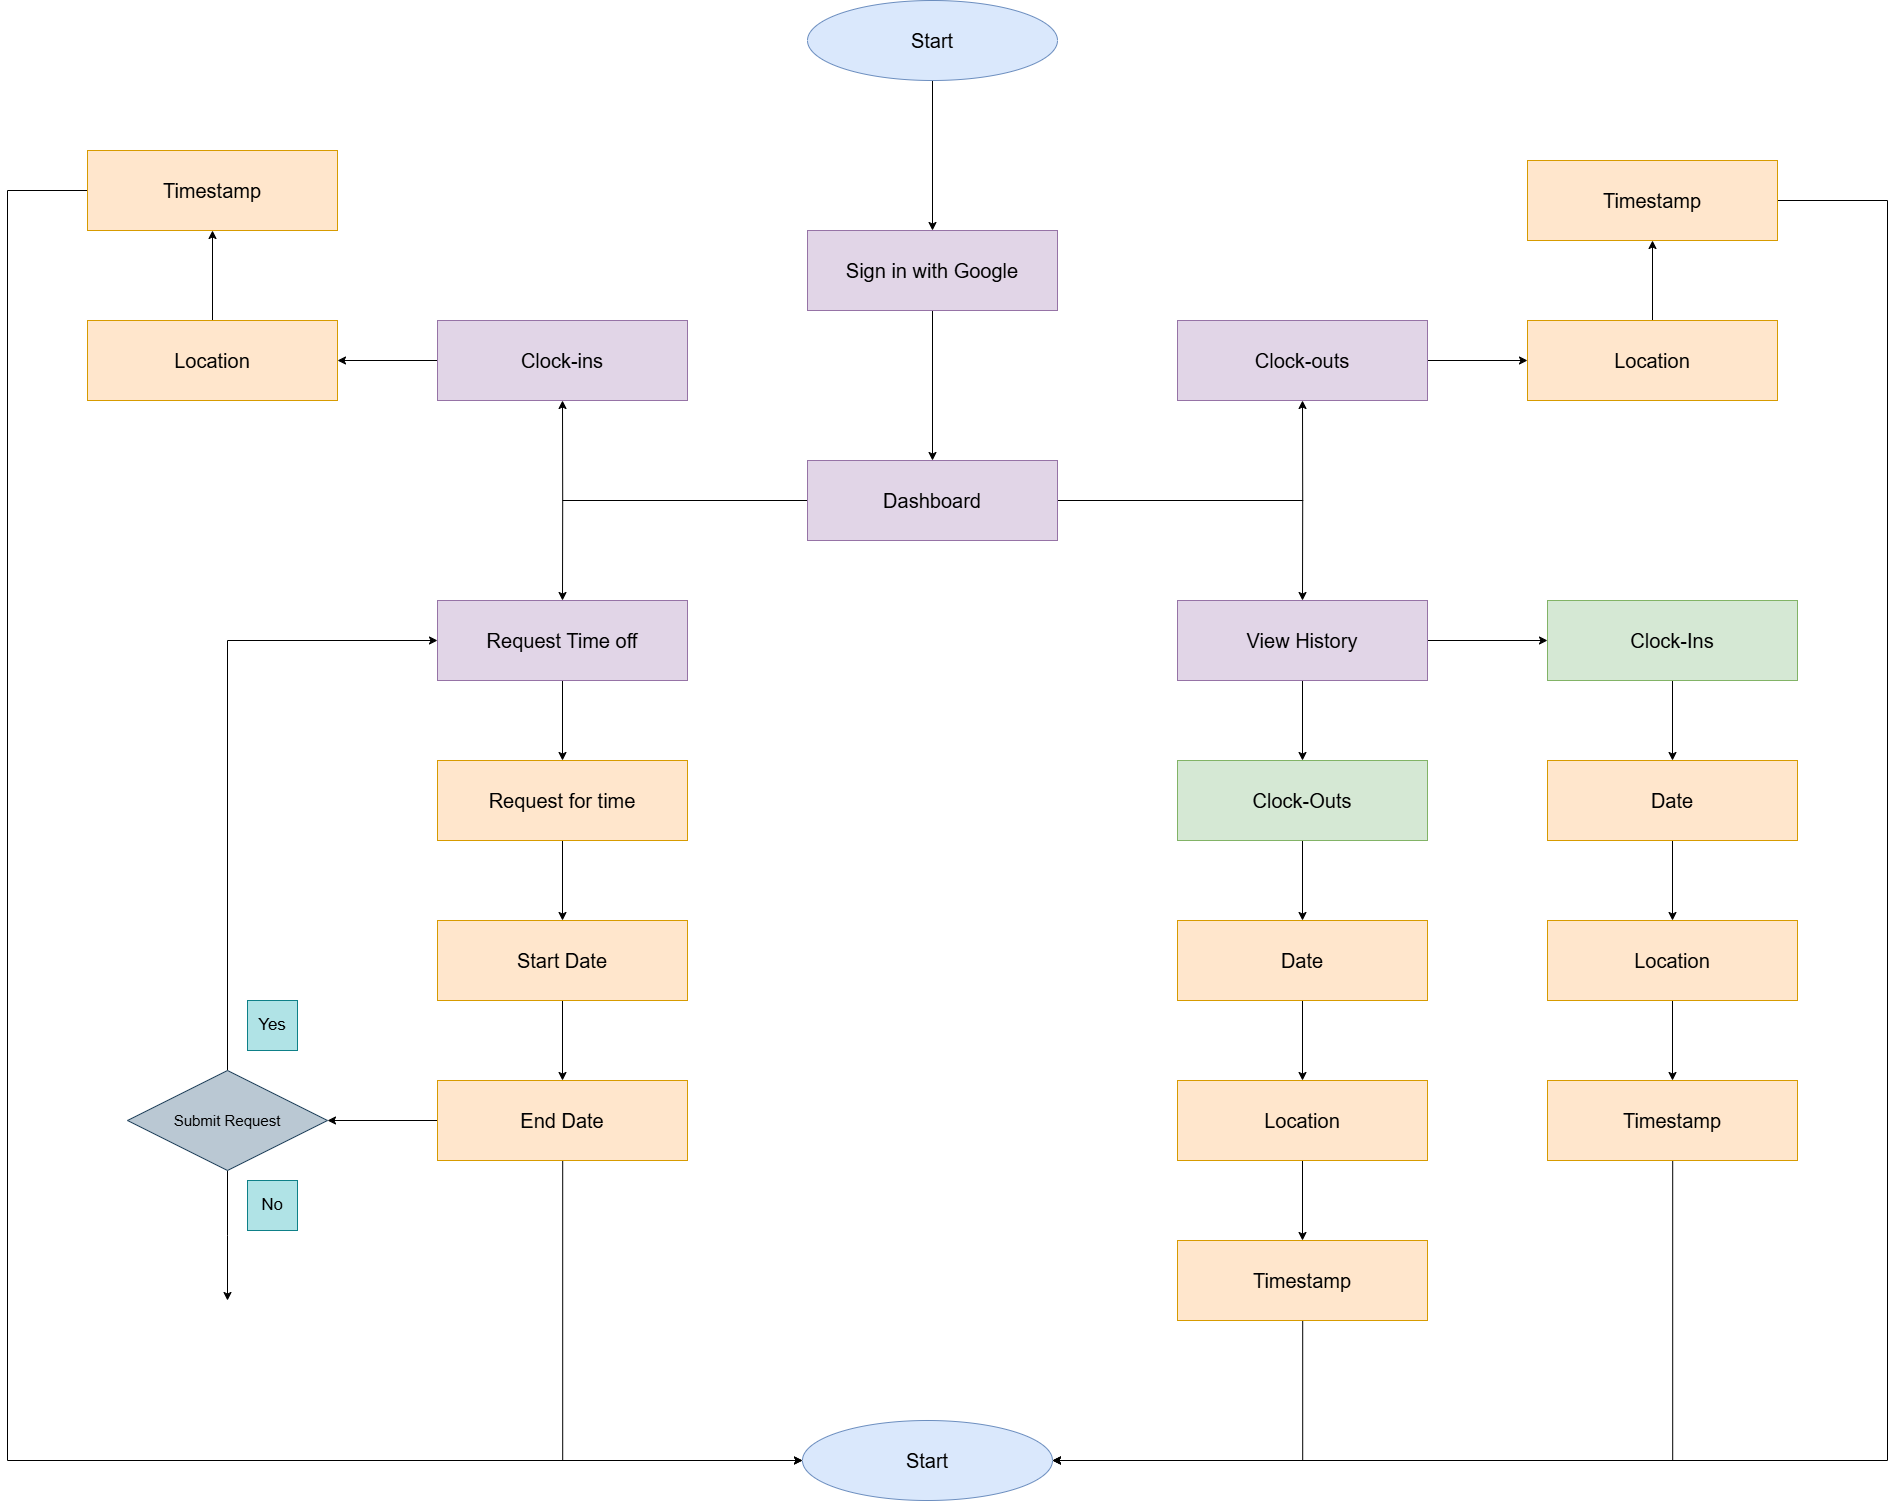 Start
Timestamp
Timestamp
Sign in with Google
Location
Clock-ins
Clock-outs
Location
Dashboard
Request Time off
View History
Clock-Ins
Request for time
Clock-Outs
Date
Start Date
Date
Location
Yes
Submit Request
End Date
Location
Timestamp
No
Timestamp
Start